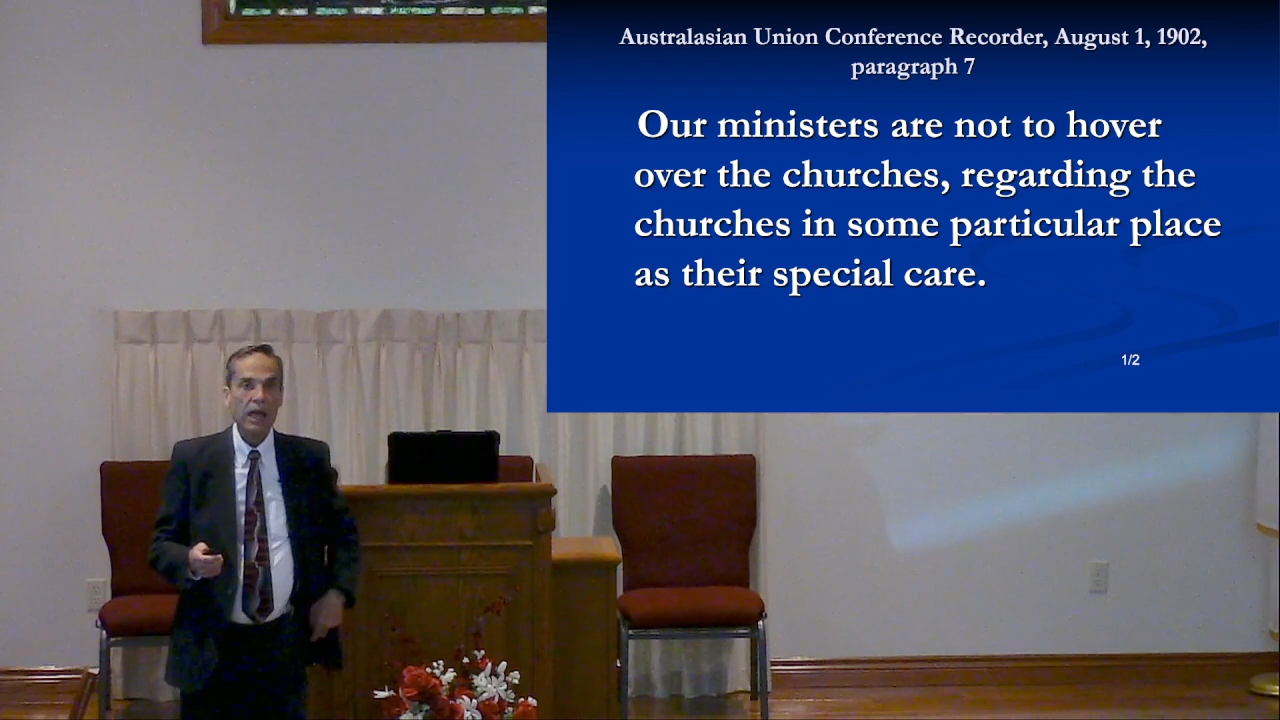 Australasian Union Conference Recorder, August 1, 1902,
paragraph 7
Our ministers are not to hover
over the churches, regarding the
churches in some particular place
as their special care.
1/2